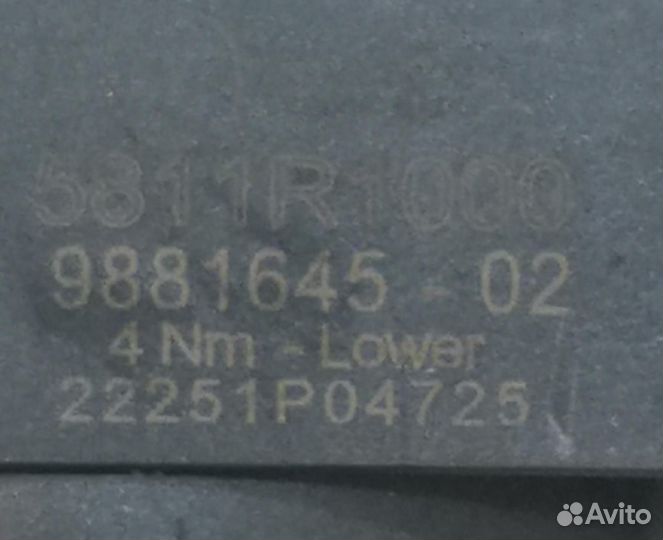 5811R1000
9881645 - 02
4 Nm - Lower
22251P04725
Avito